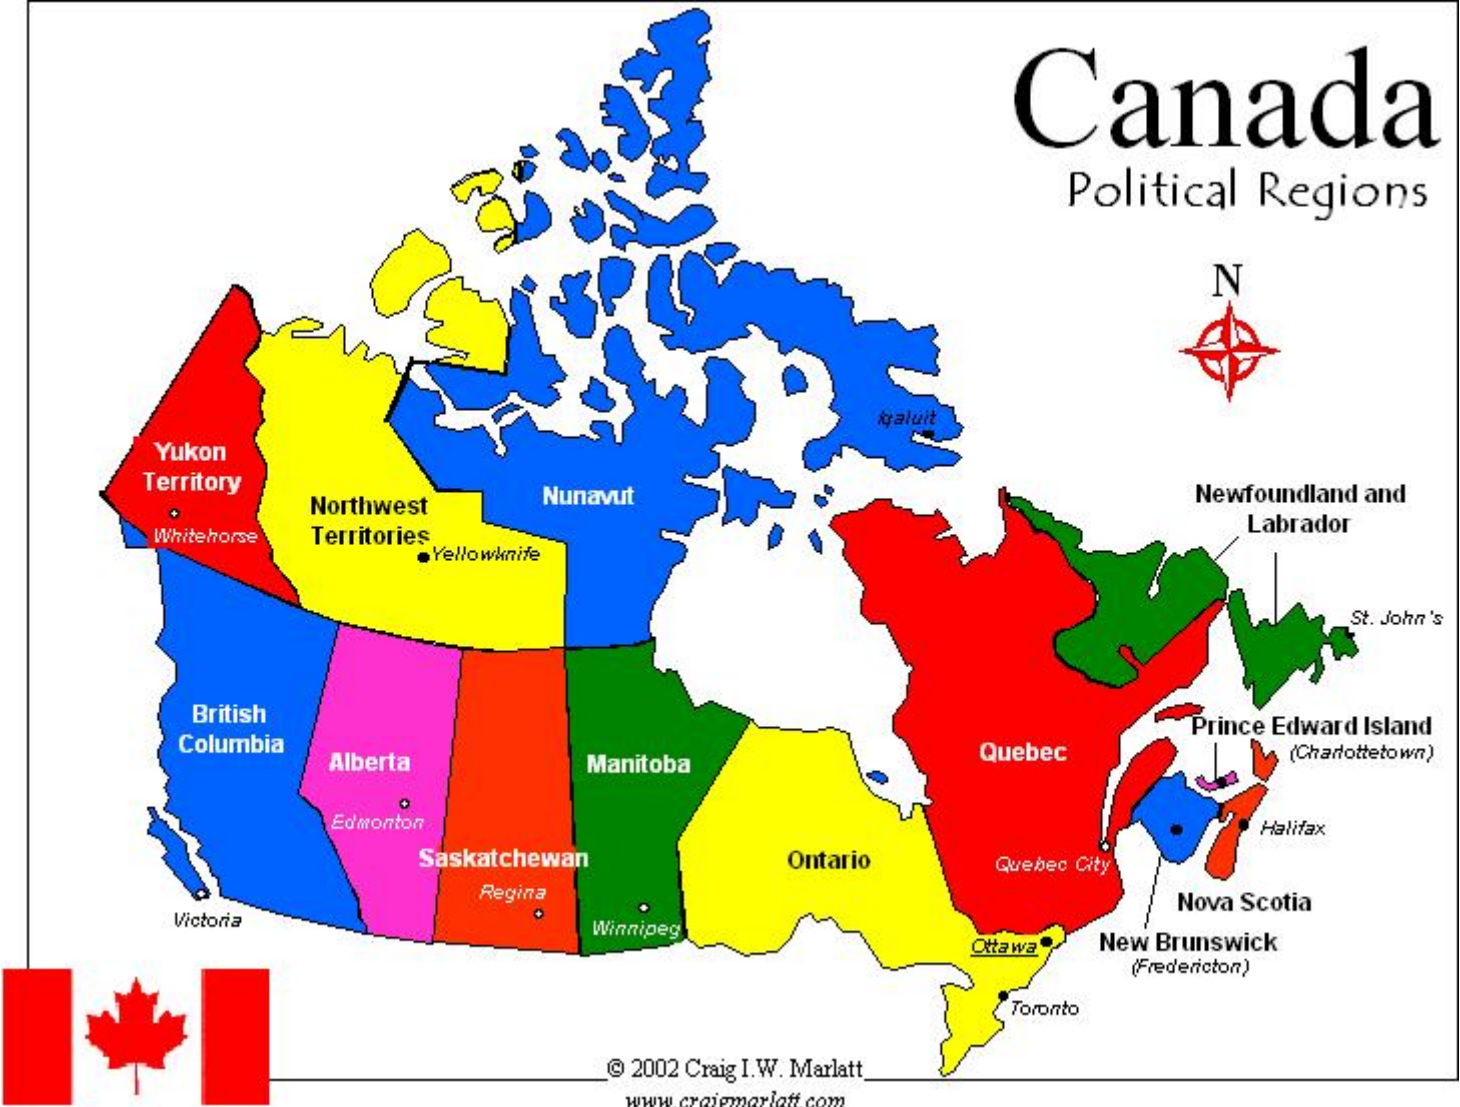 Canada
Political Regions
N
Iqaluit
Yukon
Territory
Whitehorse
Northwest
Territories
Yellowknife
Nunavut
Newfoundland and
Labrador
St. John's
British
Columbia
Alberta
Edmonton
Saskatchewan
Regina
Manitoba
Winnipeg
Ontario
Quebec
Quebec City
Prince Edward Island
(Charlottetown)
Halifax
Nova Scotia
New Brunswick
(Fredericton)
Victoria
Ottawa
Toronto
© 2002 Craig I.W. Marlatt
www.craigmarlatt.com